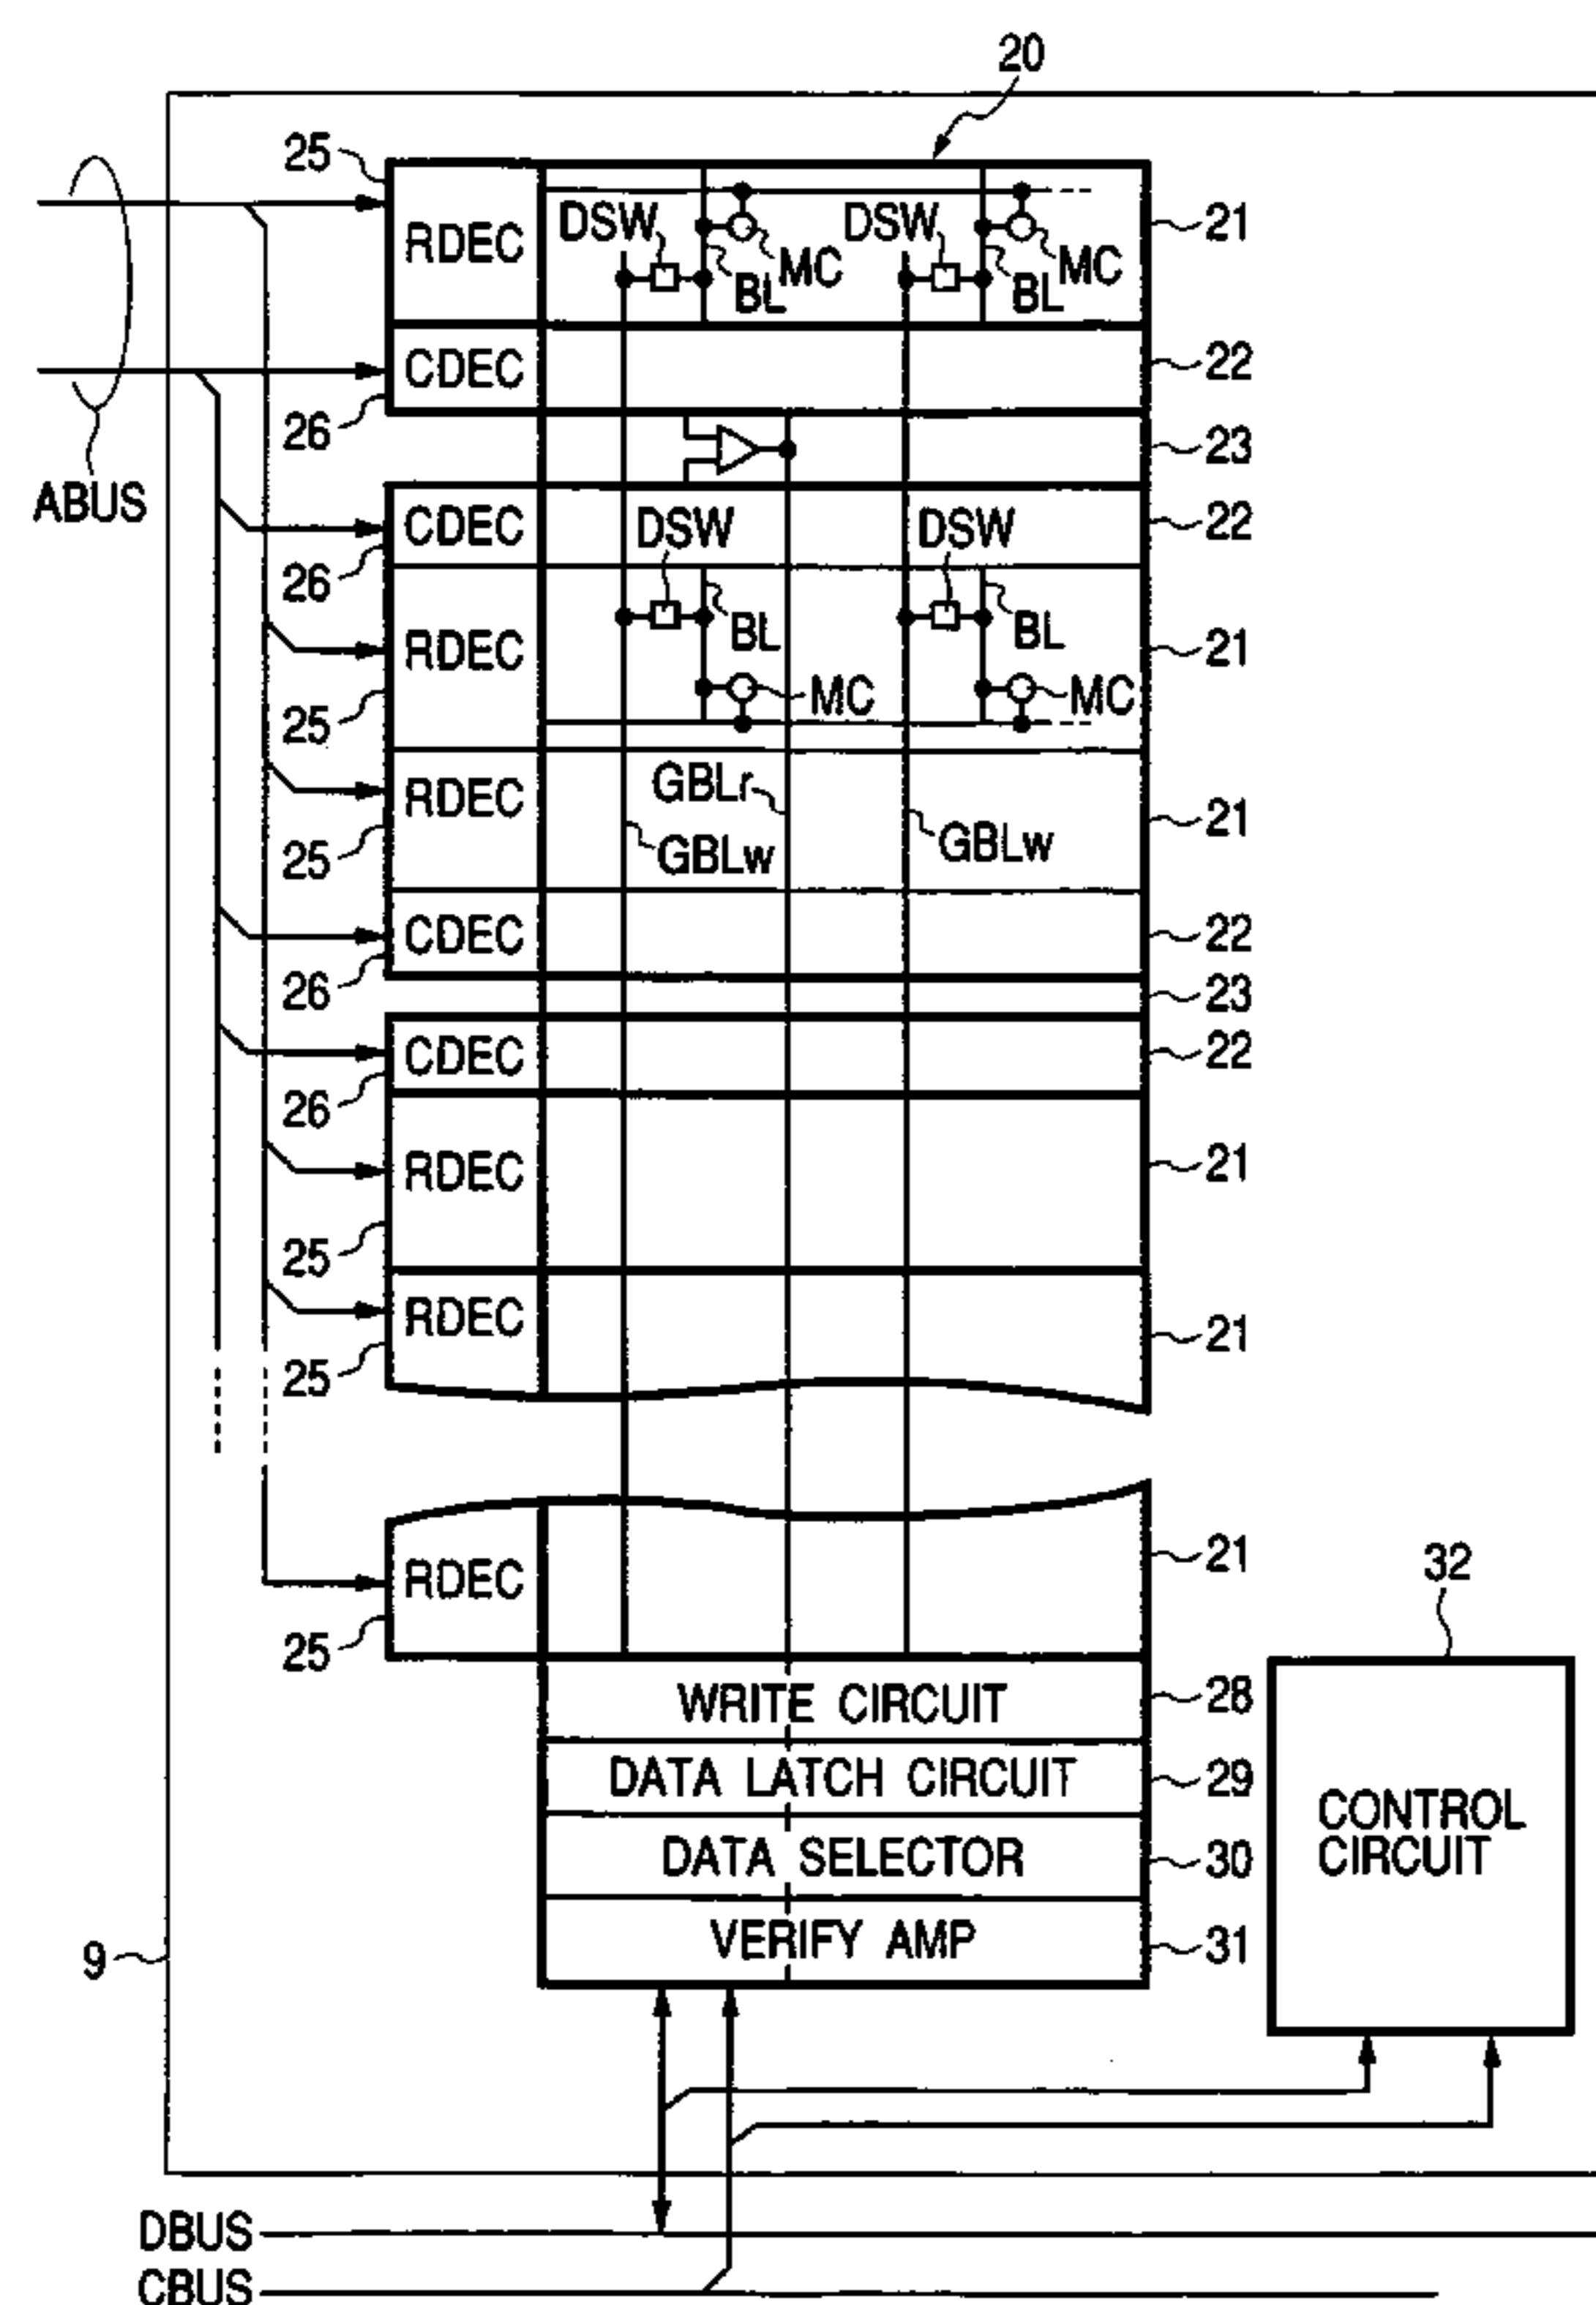 20
25
RDEC
DSW
DSW
21
MC
MC
BL
BL
CDEC
22
26
23
ABUS
CDEC
DSW
DSW
22
26
RDEC
BL
BL
21
25
MC
MC
RDEC
GBLr
21
25
GBLw
GBLw
CDEC
22
26
23
CDEC
22
26
RDEC
21
25
RDEC
21
25
RDEC
21
32
25
WRITE CIRCUIT
28
DATA LATCH CIRCUIT
29
CONTROL
CIRCUIT
DATA SELECTOR
30
VERIFY AMP
31
9
DBUS
CBUS